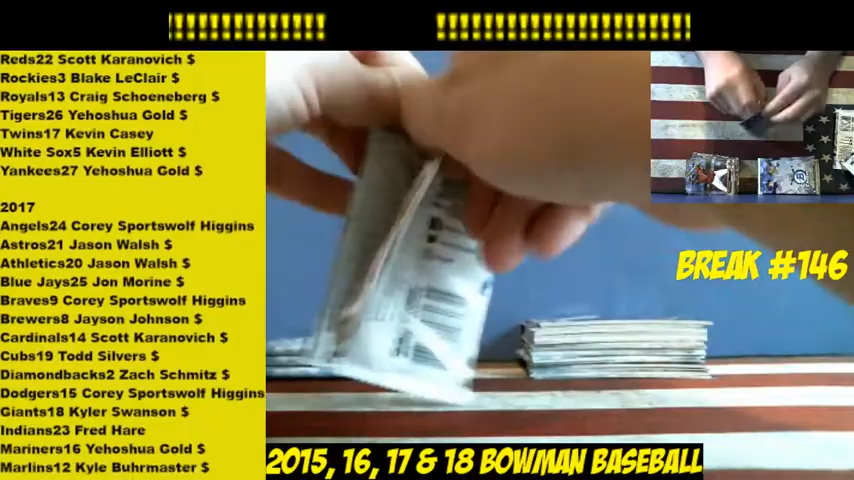 !!!!!!!!!!!!! !!!!!!!!!!!!!!!!!!!!!
Reds22 Scott Karanovich $
Rockies3 Blake LeClair $
Royals13 Craig Schoeneberg $
Tigers26 Yehoshua Gold $
Twins17 Kevin Casey
White Sox5 Kevin Elliott $
Yankees27 Yehoshua Gold $
2017
Angels24 Corey Sportswolf Higgins
Astros21 Jason Walsh $
Athletics20 Jason Walsh $
Blue Jays25 Jon Morine $
Braves9 Corey Sportswolf Higgins
Brewers8 Jayson Johnson $
Cardinals14 Scott Karanovich $
Cubs19 Todd Silvers $
Diamondbacks2 Zach Schmitz $
Dodgers15 Corey Sportswolf Higgins
Giants18 Kyler Swanson $
Indians23 Fred Hare
Mariners16 Yehoshua Gold $
Marlins12 Kyle Buhrmaster $
BREAK #146
2015, 16, 17 & 18 BOWMAN BASEBALL